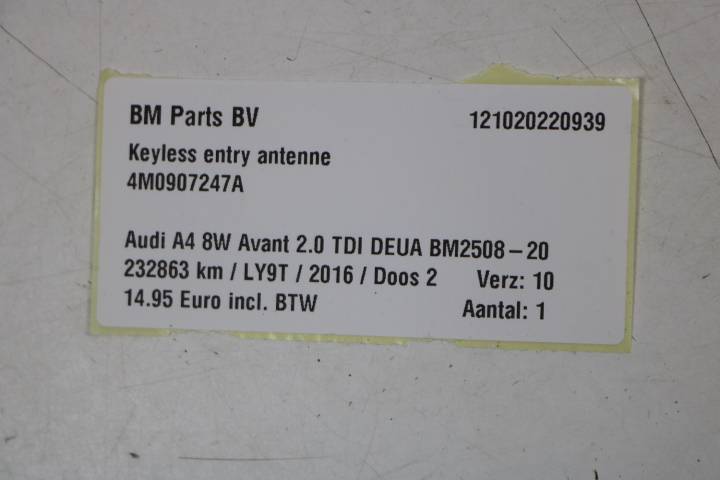 BM Parts BV 121020220939
Keyless entry antenne
4M0907247A
Audi A4 8W Avant 2.0 TDI DEUA BM2508-20
232863 km / LY9T / 2016 / Doos 2 Verz: 10
14.95 Euro incl. BTW Aantal: 1